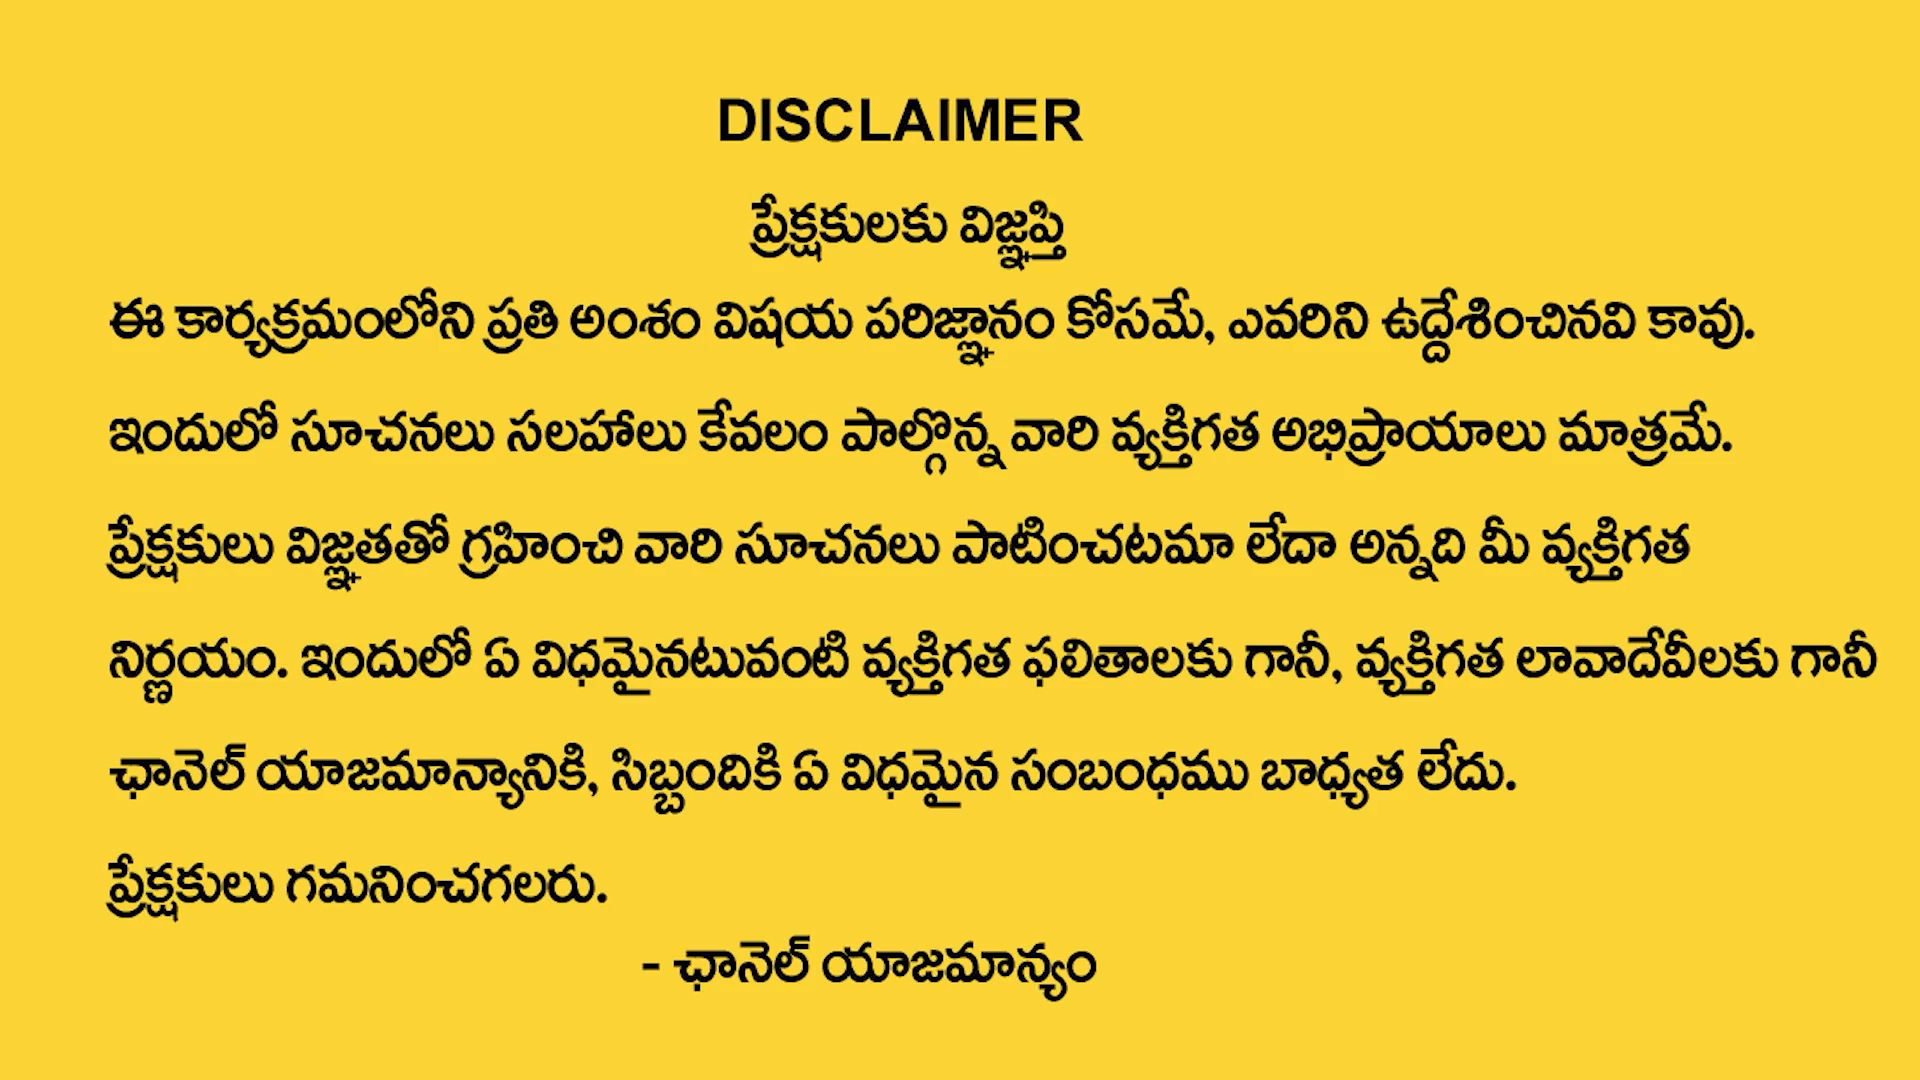 DISCLAIMER
ప్రేక్షకులకు విజ్ఞప్తి
ఈ కార్యక్రమంలోని ప్రతి అంశం విషయ పరిజ్ఞానం కోసమే, ఎవరిని ఉద్దేశించినవి కావు.
ఇందులో సూచనలు సలహాలు కేవలం పాల్గొన్న వారి వ్యక్తిగత అభిప్రాయాలు మాత్రమే.
ప్రేక్షకులు విజ్ఞతతో గ్రహించి వారి సూచనలు పాటించటమా లేదా అన్నది మీ వ్యక్తిగత
నిర్ణయం. ఇందులో ఏ విధమైనటువంటి వ్యక్తిగత ఫలితాలకు గానీ, వ్యక్తిగత లావాదేవీలకు గానీ
ఛానెల్ యాజమాన్యానికి, సిబ్బందికి ఏ విధమైన సంబంధము బాధ్యత లేదు.
ప్రేక్షకులు గమనించగలరు.
- ఛానెల్ యాజమాన్యం